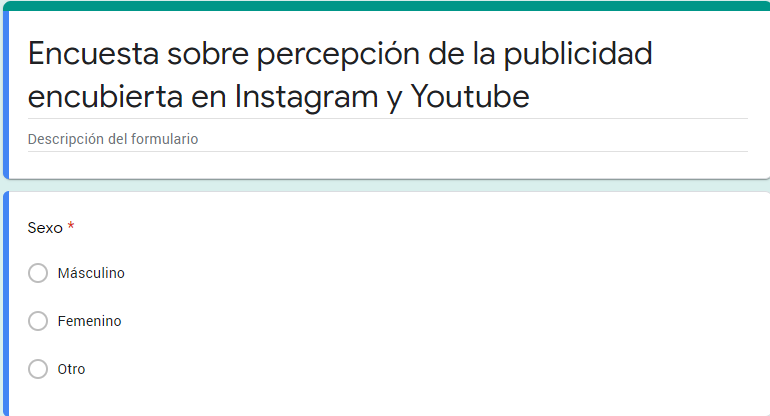 Encuesta sobre percepción de la publicidad
encubierta en Instagram y Youtube
Descripción del formulario
Sexo *
Másculino
Femenino
Otro